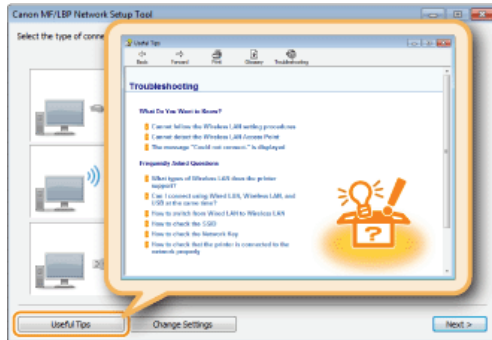 Canon MF/LBP Network Setup Tool
Select the type of conne
Useful Tips
Back Forward Print Glossary Troubleshooting
Troubleshooting
What Do You Want to Know?
Cannot follow the Wireless LAN setting procedures
Cannot detect the Wireless LAN Access Point
The message "Could not connect." is displayed
Frequently Asked Questions
What types of Wireless LAN does the printer
support?
Can I connect using Wired LAN, Wireless LAN, and
USB at the same time?
How to switch from Wired LAN to Wireless LAN
How to check the SSID
How to check the Network Key
How to check that the printer is connected to the
network properly
?
Useful Tips
Change Settings
Next >